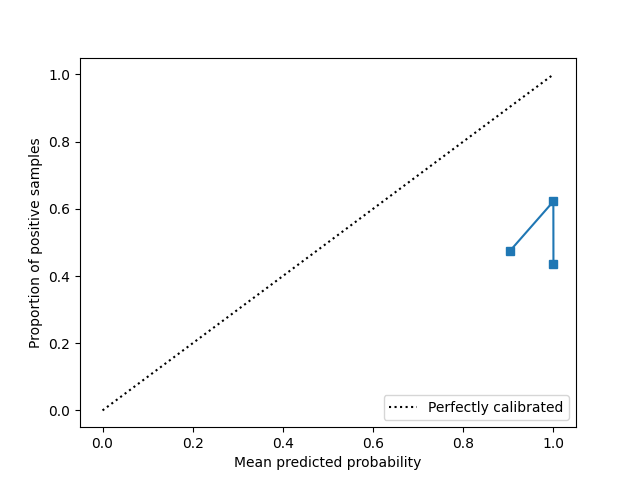 1.0
0.8
0.6
0.4
0.2
0.0
Proportion of positive samples
Perfectly calibrated
0.0 0.2 0.4 0.6 0.8 1.0
Mean predicted probability